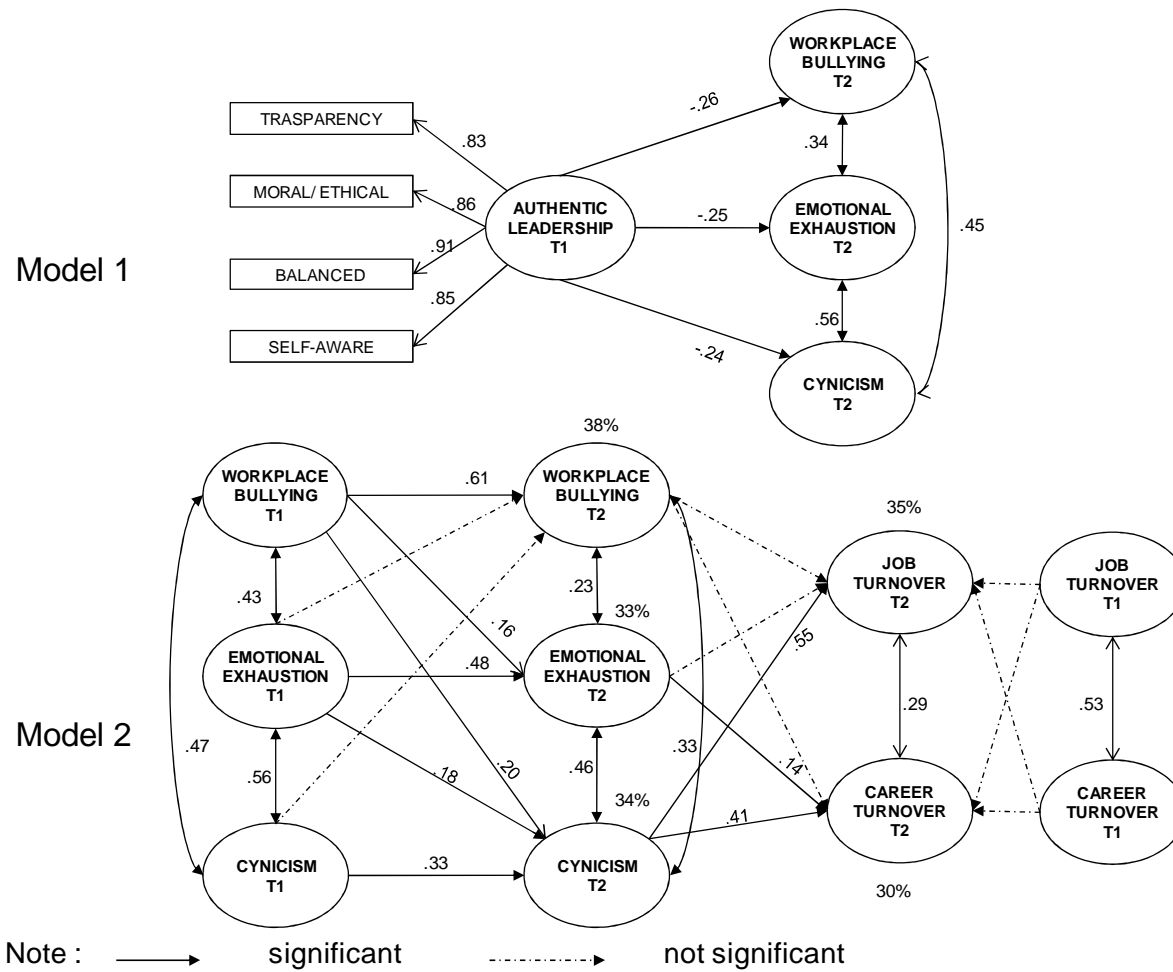 WORKPLACE
BULLYING
T2
-.26
TRASPARENCY
.83
.34
MORAL/ ETHICAL
.86
AUTHENTIC
LEADERSHIP
T1
-.25
EMOTIONAL
EXHAUSTION
T2
.45
.91
Model 1
BALANCED
.85
.56
SELF-AWARE
-.24
CYNICISM
T2
38%
WORKPLACE
BULLYING
T1
.61
WORKPLACE
BULLYING
T2
35%
JOB
TURNOVER
T2
JOB
TURNOVER
T1
.43
.23
33%
.16
.55
EMOTIONAL
EXHAUSTION
T1
.48
EMOTIONAL
EXHAUSTION
T2
.29
.53
Model 2
.47
.56
.18
.20
.46
.33
.14
34%
.41
CAREER
TURNOVER
T2
CAREER
TURNOVER
T1
CYNICISM
T1
.33
CYNICISM
T2
30%
Note :
significant
not significant